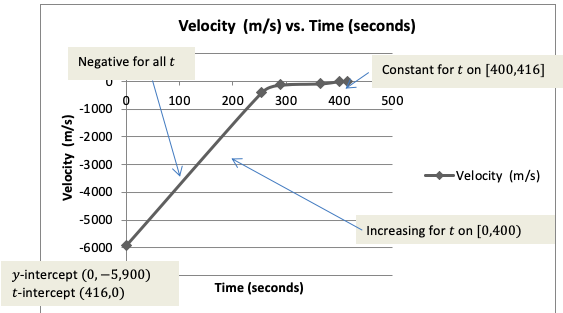 Velocity (m/s) vs. Time (seconds)
Negative for all t
Constant for t on [400,416]
0
0 100 200 300 400 500
-1000
-2000
-3000
-4000
-5000
-6000
Velocity (m/s)
Velocity (m/s)
Increasing for t on [0,400)
y-intercept (0, −5,900)
t-intercept (416,0)
Time (seconds)